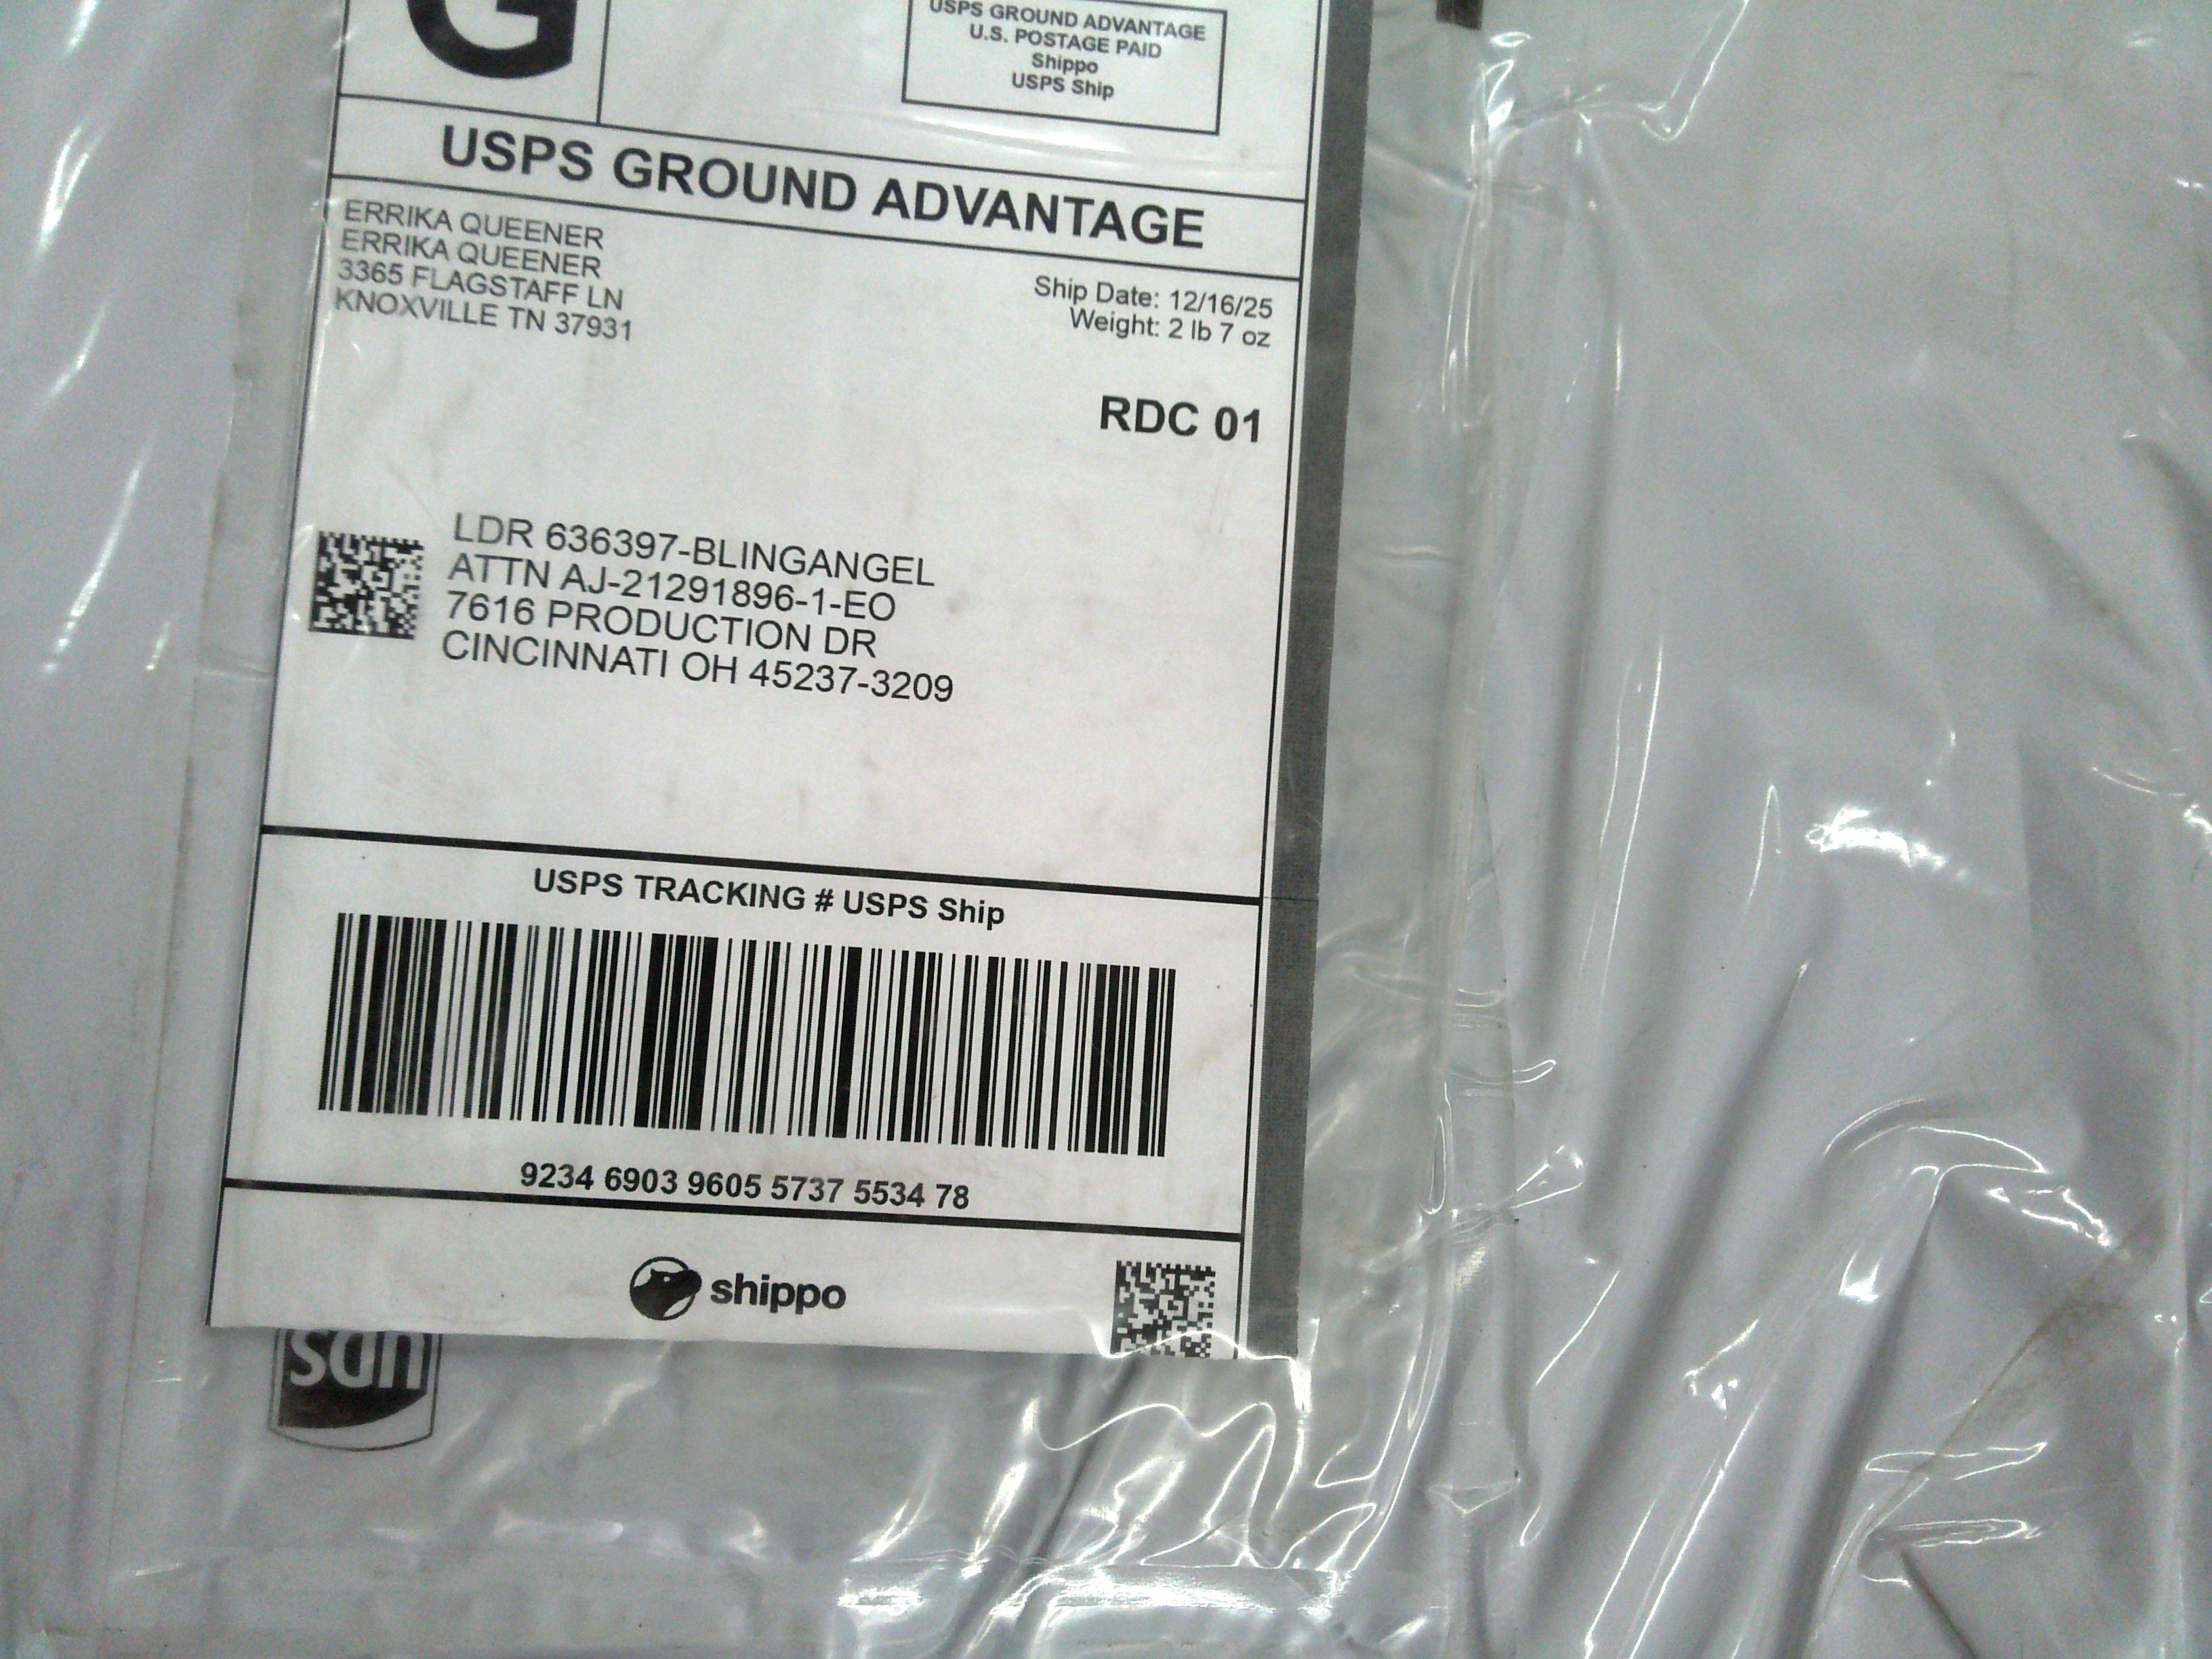 G
USPS GROUND ADVANTAGE
U.S. POSTAGE PAID
Shippo
USPS Ship
USPS GROUND ADVANTAGE
ERRIKA QUEENER
ERRIKA QUEENER
3365 FLAGSTAFF LN
KNOXVILLE TN 37931
Ship Date: 12/16/25
Weight: 2 lb 7 oz
RDC 01
LDR 636397-BLINGANGEL
ATTN AJ-21291896-1-EO
7616 PRODUCTION DR
CINCINNATI OH 45237-3209
USPS TRACKING # USPS Ship
9234 6903 9605 5737 5534 78
shippo